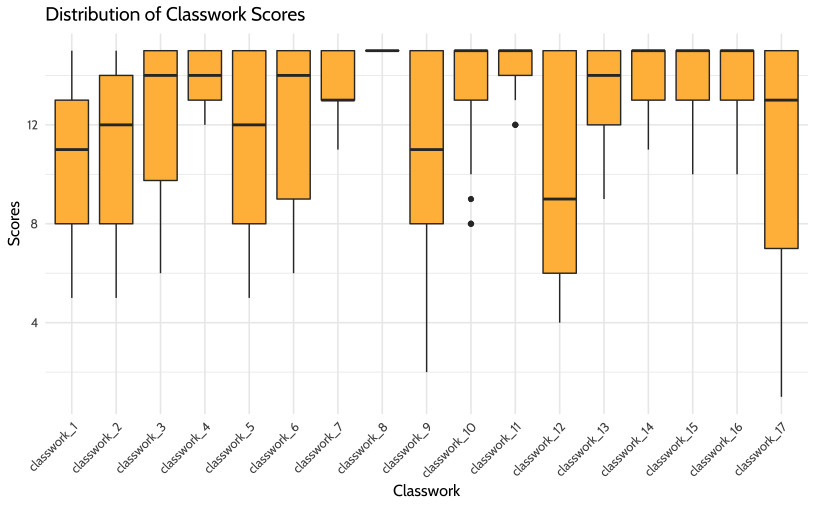 Distribution of Classwork Scores
Scores
12
8
4
classwork_1
classwork_2
classwork_3
classwork_4
classwork_5
classwork_6
classwork_7
classwork_8
classwork_9
classwork_10
classwork_11
classwork_12
classwork_13
classwork_14
classwork_15
classwork_16
classwork_17
Classwork